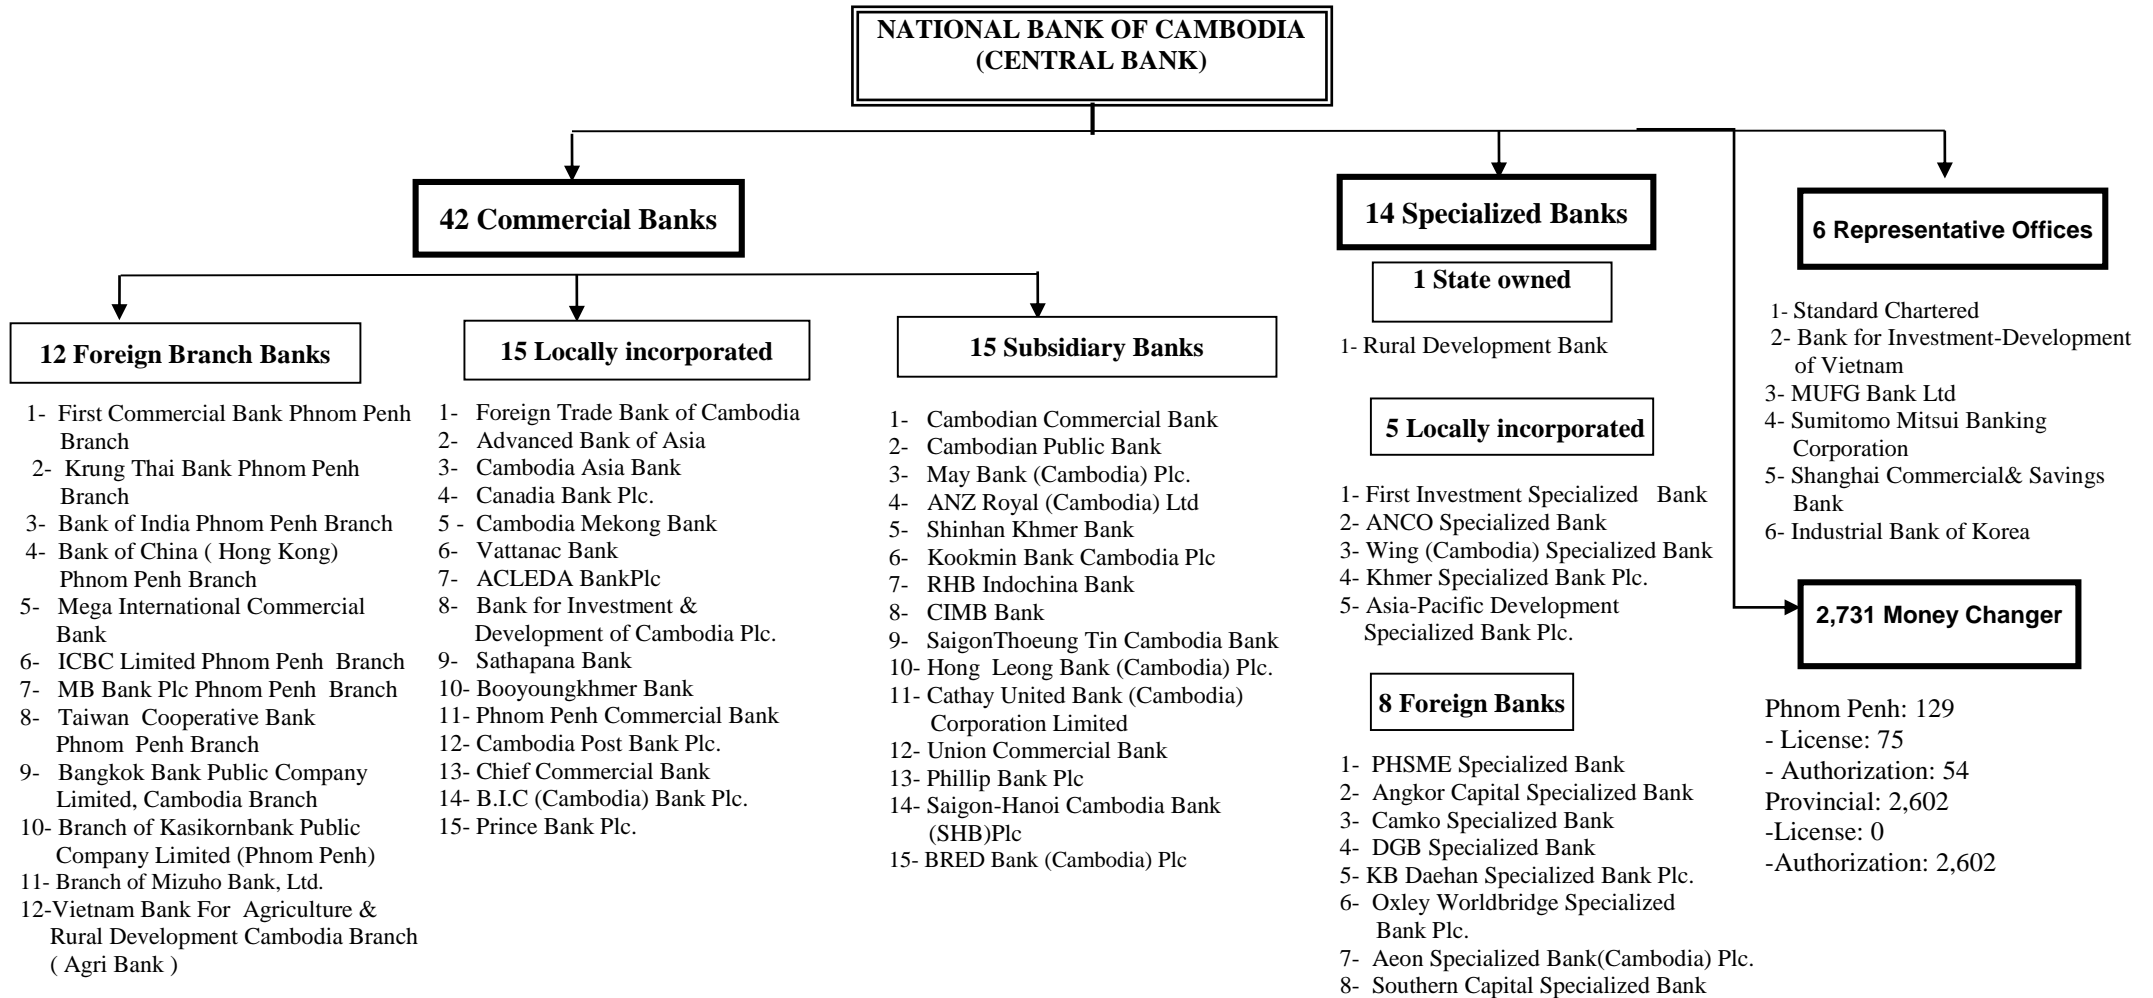 NATIONAL BANK OF CAMBODIA
(CENTRAL BANK)
42 Commercial Banks
14 Specialized Banks
6 Representative Offices
12 Foreign Branch Banks
1- First Commercial Bank Phnom Penh
Branch
2- Krung Thai Bank Phnom Penh
Branch
3- Bank of India Phnom Penh Branch
4- Bank of China ( Hong Kong)
Phnom Penh Branch
5- Mega International Commercial
Bank
6- ICBC Limited Phnom Penh Branch
7- MB Bank Plc Phnom Penh Branch
8- Taiwan Cooperative Bank
Phnom Penh Branch
9- Bangkok Bank Public Company
Limited, Cambodia Branch
10- Branch of Kasikornbank Public
Company Limited (Phnom Penh)
11- Branch of Mizuho Bank, Ltd.
12-Vietnam Bank For Agriculture &
Rural Development Cambodia Branch
( Agri Bank )
15 Locally incorporated
1- Foreign Trade Bank of Cambodia
2- Advanced Bank of Asia
3- Cambodia Asia Bank
4- Canadia Bank Plc.
5 - Cambodia Mekong Bank
6- Vattanac Bank
7- ACLEDA BankPlc
8- Bank for Investment &
Development of Cambodia Plc.
9- Sathapana Bank
10- Booyoungkhmer Bank
11- Phnom Penh Commercial Bank
12- Cambodia Post Bank Plc.
13- Chief Commercial Bank
14- B.I.C (Cambodia) Bank Plc.
15- Prince Bank Plc.
15 Subsidiary Banks
1- Cambodian Commercial Bank
2- Cambodian Public Bank
3- May Bank (Cambodia) Plc.
4- ANZ Royal (Cambodia) Ltd
5- Shinhan Khmer Bank
6- Kookmin Bank Cambodia Plc
7- RHB Indochina Bank
8- CIMB Bank
9- SaigonThoeung Tin Cambodia Bank
10- Hong Leong Bank (Cambodia) Plc.
11- Cathay United Bank (Cambodia)
Corporation Limited
12- Union Commercial Bank
13- Phillip Bank Plc
14- Saigon-Hanoi Cambodia Bank
(SHB)Plc
15- BRED Bank (Cambodia) Plc
1 State owned
1- Rural Development Bank
5 Locally incorporated
1- First Investment Specialized Bank
2- ANCO Specialized Bank
3- Wing (Cambodia) Specialized Bank
4- Khmer Specialized Bank Plc.
5- Asia-Pacific Development
Specialized Bank Plc.
8 Foreign Banks
1- PHSME Specialized Bank
2- Angkor Capital Specialized Bank
3- Camko Specialized Bank
4- DGB Specialized Bank
5- KB Daehan Specialized Bank Plc.
6- Oxley Worldbridge Specialized
Bank Plc.
7- Aeon Specialized Bank(Cambodia) Plc.
8- Southern Capital Specialized Bank
1- Standard Chartered
2- Bank for Investment-Development
of Vietnam
3- MUFG Bank Ltd
4- Sumitomo Mitsui Banking
Corporation
5- Shanghai Commercial& Savings
Bank
6- Industrial Bank of Korea
2,731 Money Changer
Phnom Penh: 129
- License: 75
- Authorization: 54
Provincial: 2,602
-License: 0
-Authorization: 2,602